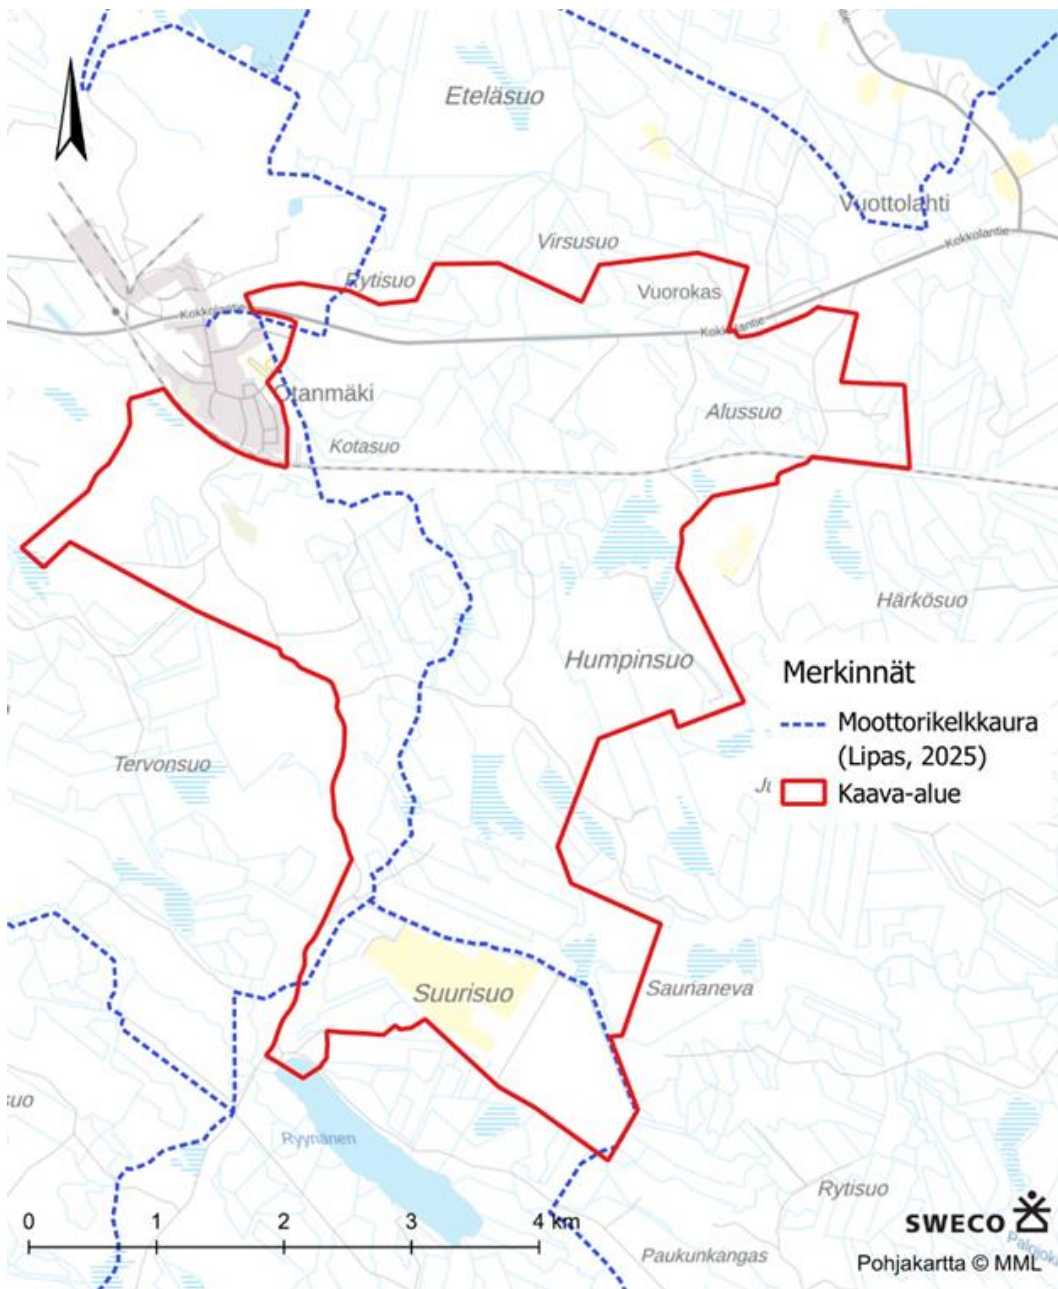 Eteläsuo
Vuottolahti
Kokkolantie
Virsusuo
Rytisuo
Vuorokas
Kokkolantie
Kokkolantie
Otanmäki
Alussuo
Kotasuo
Härkösuo
Humpinsuo
Merkinnät
Moottorikelkkaura
(Lipas, 2025)
Kaava-alue
Tervonsuo
Suurisuo
Saunaneva
Ryynänen
Rytisuo
0 1 2 3 4 km
SWECO
Paukunkangas
Pohjakartta © MML